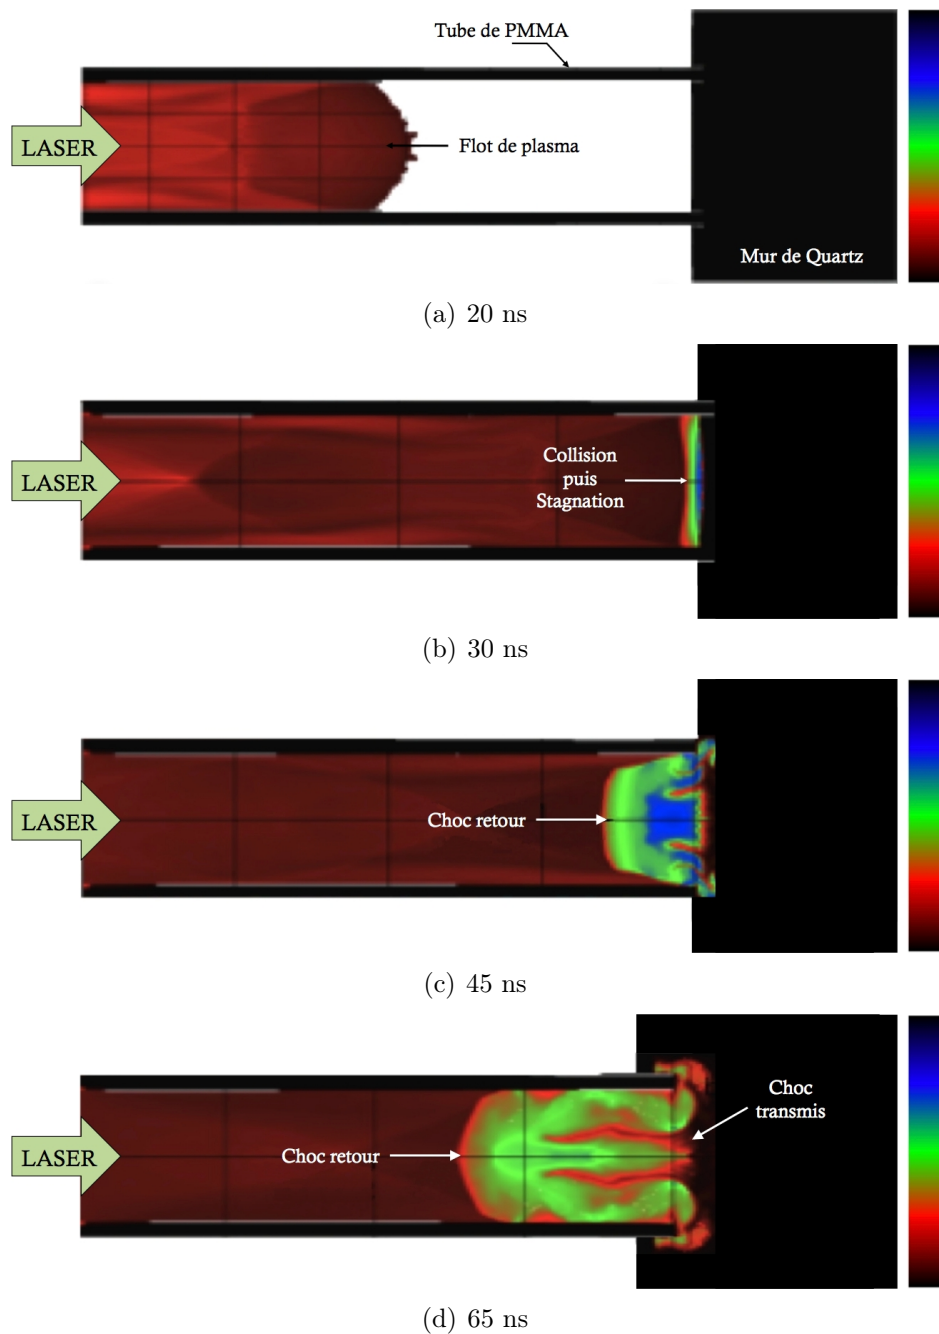 Tube de PMMA
LASER
Flot de plasma
Mur de Quartz
(a) 20 ns
LASER
Collision
puis
Stagnation
(b) 30 ns
LASER
Choc retour
(c) 45 ns
Choc
transmis
LASER
Choc retour
(d) 65 ns